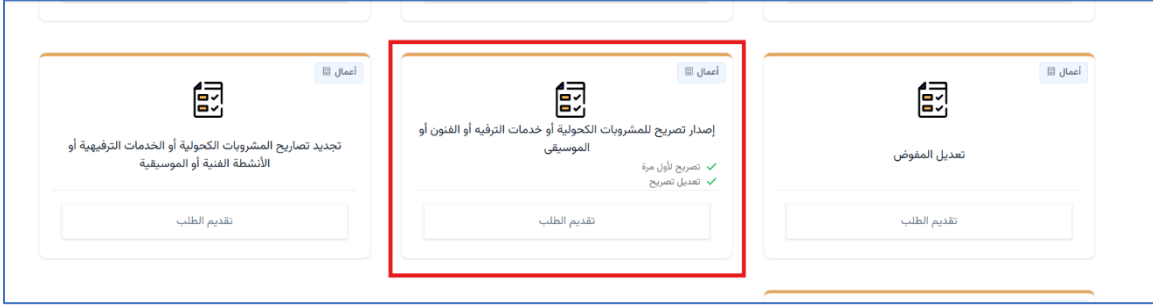 أعمال
تعديل المفوض
تقديم الطلب
أعمال
إصدار تصريح للمشروبات الكحولية أو خدمات الترفيه أو الفنون أو
الموسيقى
تصريح لأول مرة
تعديل تصريح
تقديم الطلب
أعمال
تجديد تصاريح المشروبات الكحولية أو الخدمات الترفيهية أو
الأنشطة الفنية أو الموسيقية
تقديم الطلب